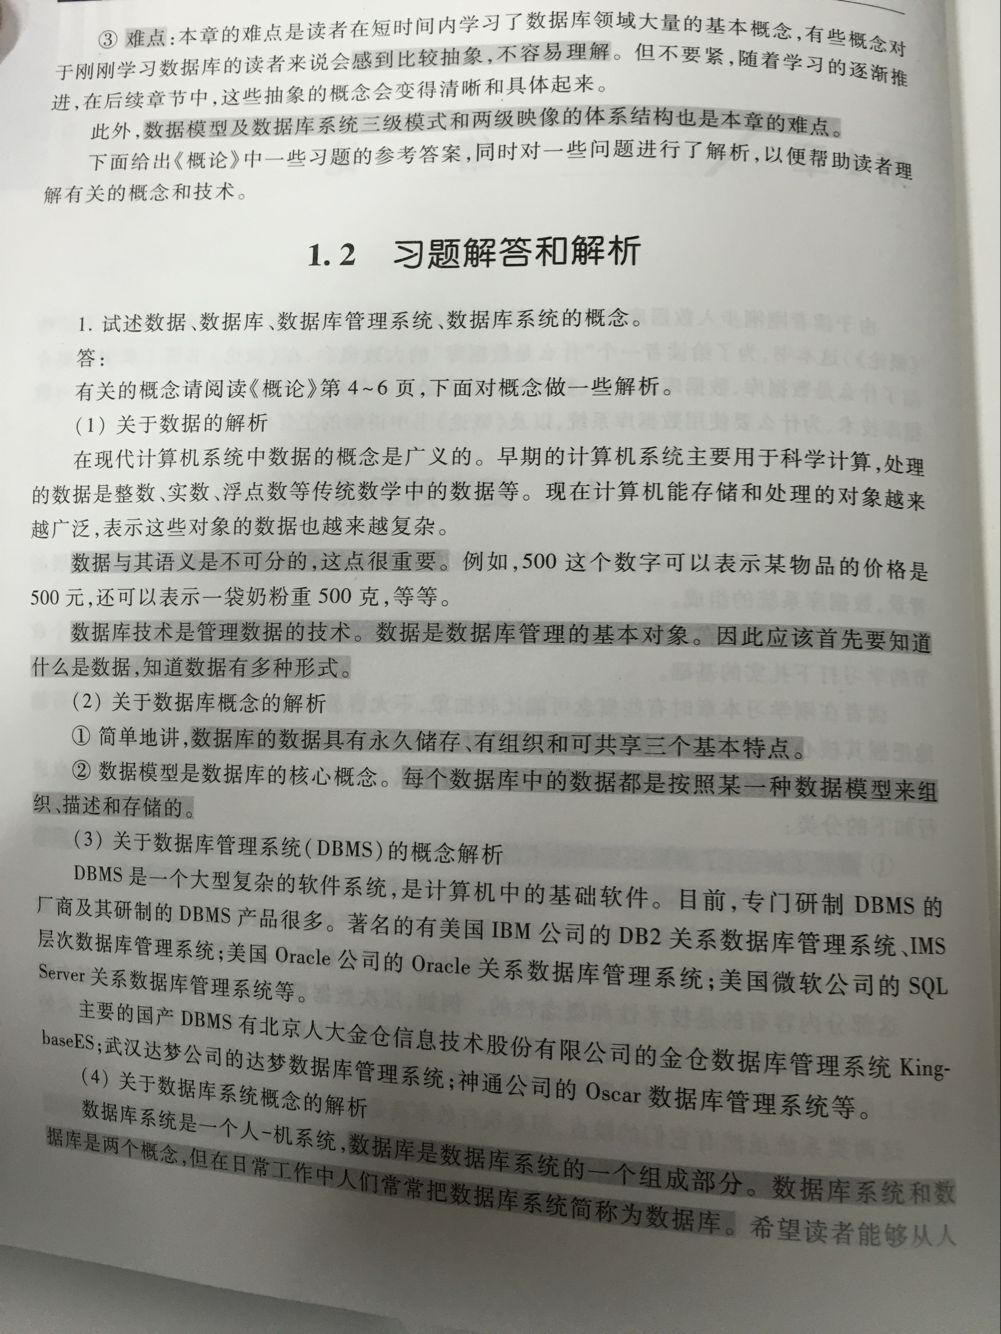 ③ 难点:本章的难点是读者在短时间内学习了数据库领域大量的基本概念,有些概念对
于刚刚学习数据库的读者来说会感到比较抽象,不容易理解。但不要紧,随着学习的逐渐推
进,在后续章节中,这些抽象的概念会变得清晰和具体起来。
此外,数据模型及数据库系统三级模式和两级映像的体系结构也是本章的难点。
下面给出《概论》中一些习题的参考答案,同时对一些问题进行了解析,以便帮助读者理
解有关的概念和技术。
1.2 习题解答和解析
1. 试述数据、数据库、数据库管理系统、数据库系统的概念。
答:
有关的概念请阅读《概论》第 4~6 页,下面对概念做一些解析。
(1) 关于数据的解析
在现代计算机系统中数据的概念是广义的。早期的计算机系统主要用于科学计算,处理
的数据是整数、实数、浮点数等传统数学中的数据等。现在计算机能存储和处理的对象越来
越广泛,表示这些对象的数据也越来越复杂。
数据与其语义是不可分的,这点很重要。例如,500 这个数字可以表示某物品的价格是
500 元,还可以表示一袋奶粉重 500 克,等等。
数据库技术是管理数据的技术。数据是数据库管理的基本对象。因此应该首先要知道
什么是数据,知道数据有多种形式。
(2) 关于数据库概念的解析
① 简单地讲,数据库的数据具有永久储存、有组织和可共享三个基本特点。
② 数据模型是数据库的核心概念。每个数据库中的数据都是按照某一种数据模型来组
织、描述和存储的。
(3) 关于数据库管理系统(DBMS)的概念解析
DBMS 是一个大型复杂的软件系统,是计算机中的基础软件。目前,专门研制 DBMS 的
厂商及其研制的 DBMS 产品很多。著名的有美国 IBM 公司的 DB2 关系数据库管理系统、IMS
层次数据库管理系统;美国 Oracle 公司的 Oracle 关系数据库管理系统;美国微软公司的 SQL
Server 关系数据库管理系统等。
主要的国产 DBMS 有北京人大金仓信息技术股份有限公司的金仓数据库管理系统 King-
baseES;武汉达梦公司的达梦数据库管理系统;神通公司的 Oscar 数据库管理系统等。
(4) 关于数据库系统概念的解析
数据库系统是一个人-机系统,数据库是数据库系统的一个组成部分。数据库系统和数
据库是两个概念,但在日常工作中人们常常把数据库系统简称为数据库。希望读者能够从人